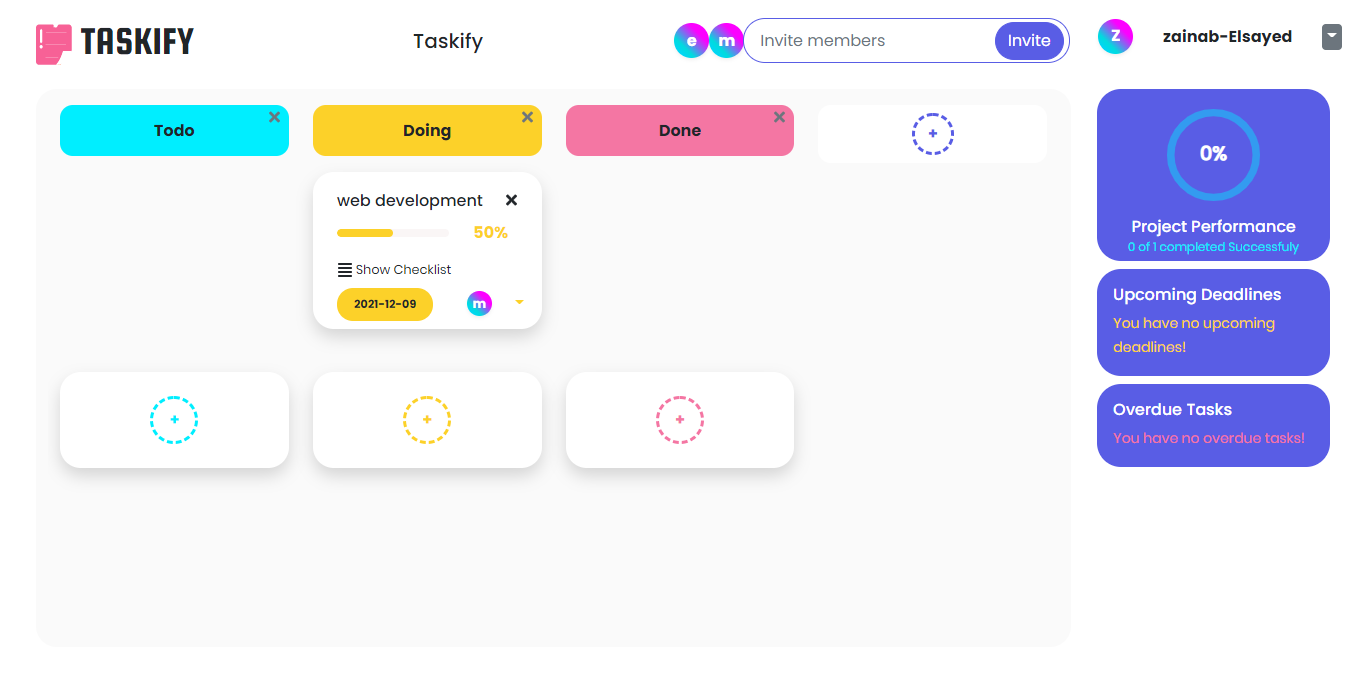 TASKIFY
Taskify
e m
Invite members
Invite
Z
zainab-Elsayed
Todo
Doing
Done
+
web development
50%
Show Checklist
2021-12-09
m
+
+
+
0%
Project Performance
0 of 1 completed Successfuly
Upcoming Deadlines
You have no upcoming
deadlines!
Overdue Tasks
You have no overdue tasks!